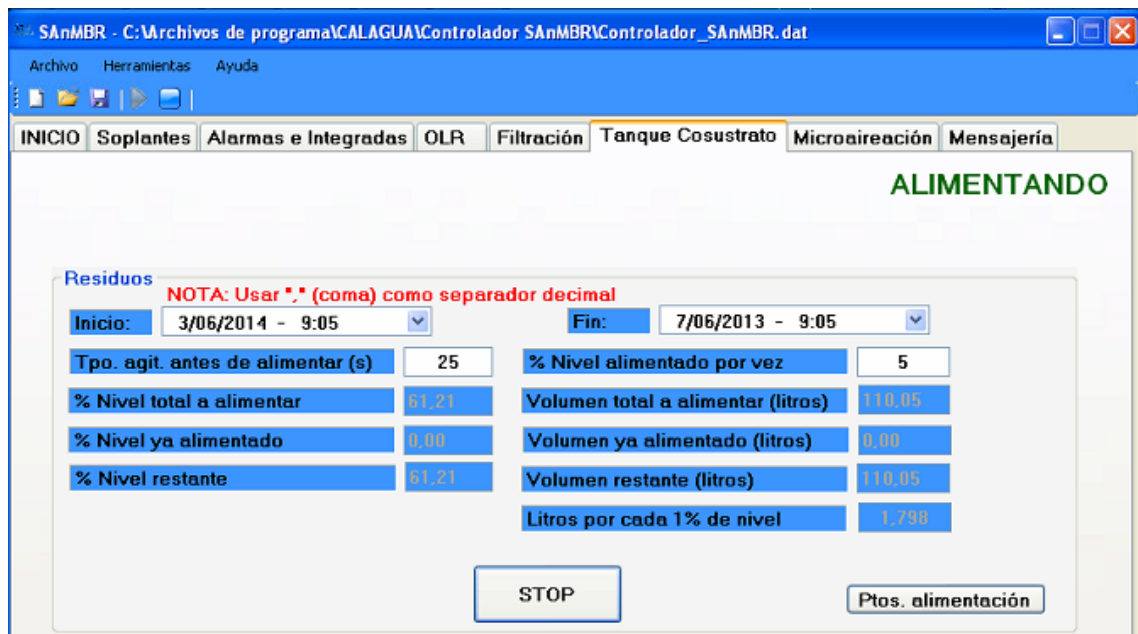 SAnMBR - C:\Archivos de programa\CALAGUA\Controlador SAnMBR\Controlador_SAnMBR.dat
Archivo Herramientas Ayuda
INICIO Soplantes Alarmas e Integradas OLR Filtración Tanque Cosustrato Microaireación Mensajería
ALIMENTANDO
Residuos
NOTA: Usar "," (coma) como separador decimal
Inicio: 3/06/2014 - 9:05 Fin: 7/06/2013 - 9:05
Tpo. agit. antes de alimentar (s) 25 % Nivel alimentado por vez 5
% Nivel total a alimentar 61,21 Volumen total a alimentar (litros) 110,05
% Nivel ya alimentado 0,00 Volumen ya alimentado (litros) 0,00
% Nivel restante 61,21 Volumen restante (litros) 110,05
Litros por cada 1% de nivel 1,798
STOP Ptos. alimentación